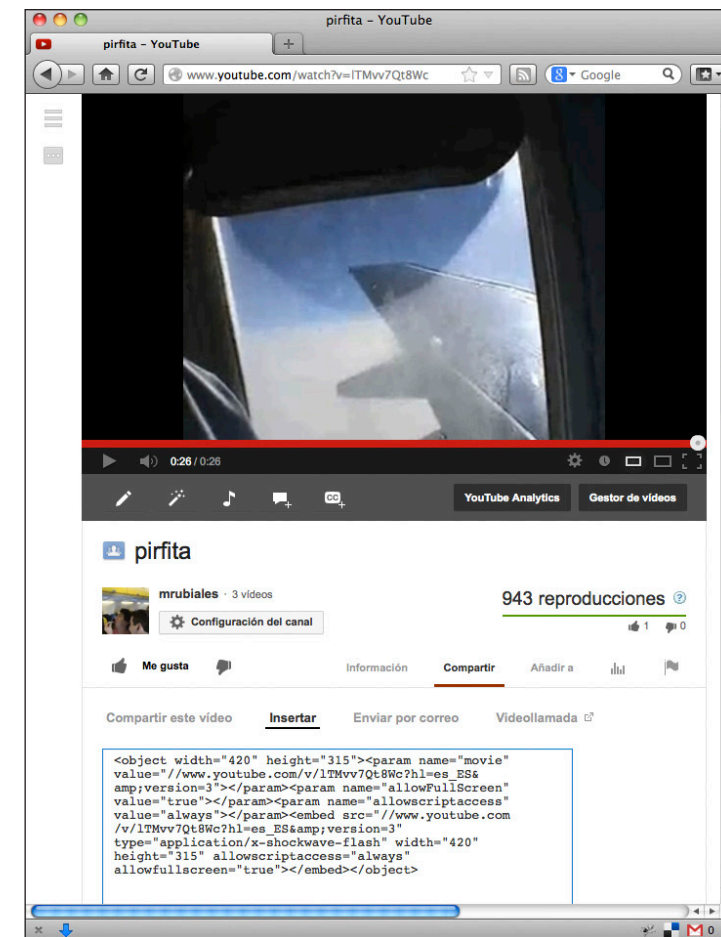 pirfita – YouTube
pirfita – YouTube
www.youtube.com/watch?v=lTMvv7Qt8Wc
8 Google
0:26 / 0:26
CC
YouTube Analytics
Gestor de vídeos
pirfita
mrubiales · 3 vídeos
Configuración del canal
943 reproducciones ?
1 0
Me gusta
Información Compartir Añadir a
Compartir este vídeo Insertar Enviar por correo Videollamada
<object width="420" height="315"><param name="movie"
value="//www.youtube.com/v/lTMvv7Qt8Wc?hl=es_ES&
amp;version=3"></param><param name="allowFullScreen"
value="true"></param><param name="allowscriptaccess"
value="always"></param><embed src="//www.youtube.com
/v/lTMvv7Qt8Wc?hl=es_ES&amp;version=3"
type="application/x-shockwave-flash" width="420"
height="315" allowscriptaccess="always"
allowfullscreen="true"></embed></object>
0